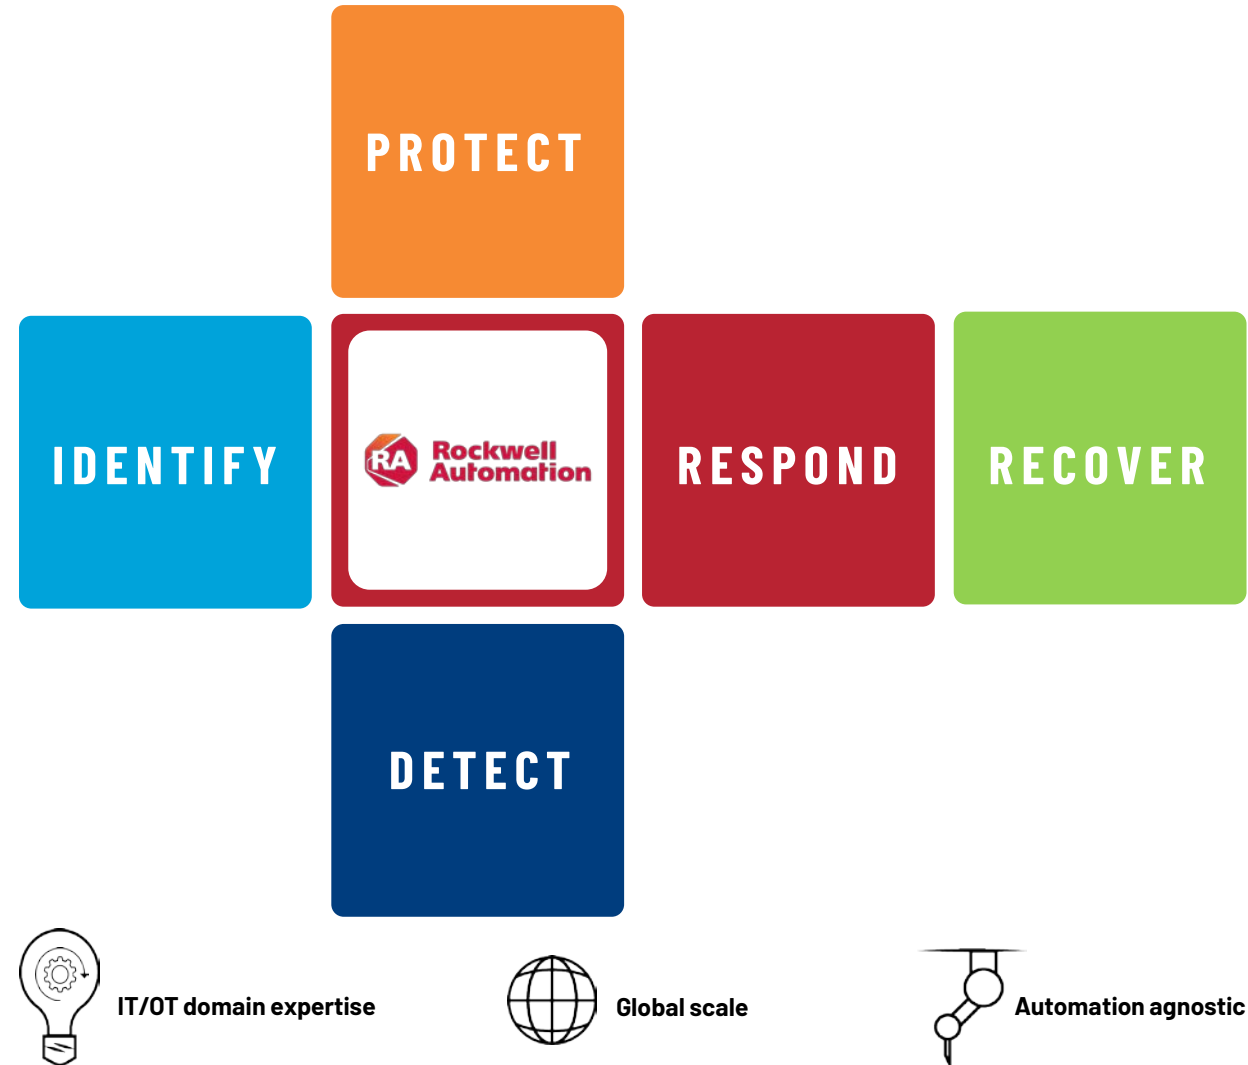 PROTECT
IDENTIFY
RA
Rockwell
Automation
RESPOND
RECOVER
DETECT
IT/OT domain expertise
Global scale
Automation agnostic